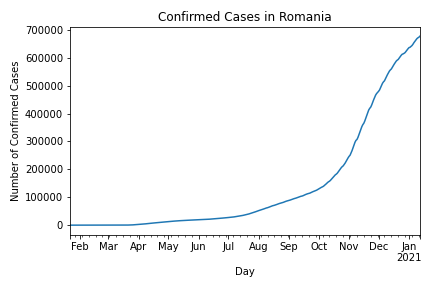 Confirmed Cases in Romania
700000
600000
500000
400000
300000
200000
100000
0
Number of Confirmed Cases
Feb Mar Apr May Jun Jul Aug Sep Oct Nov Dec Jan
2021
Day